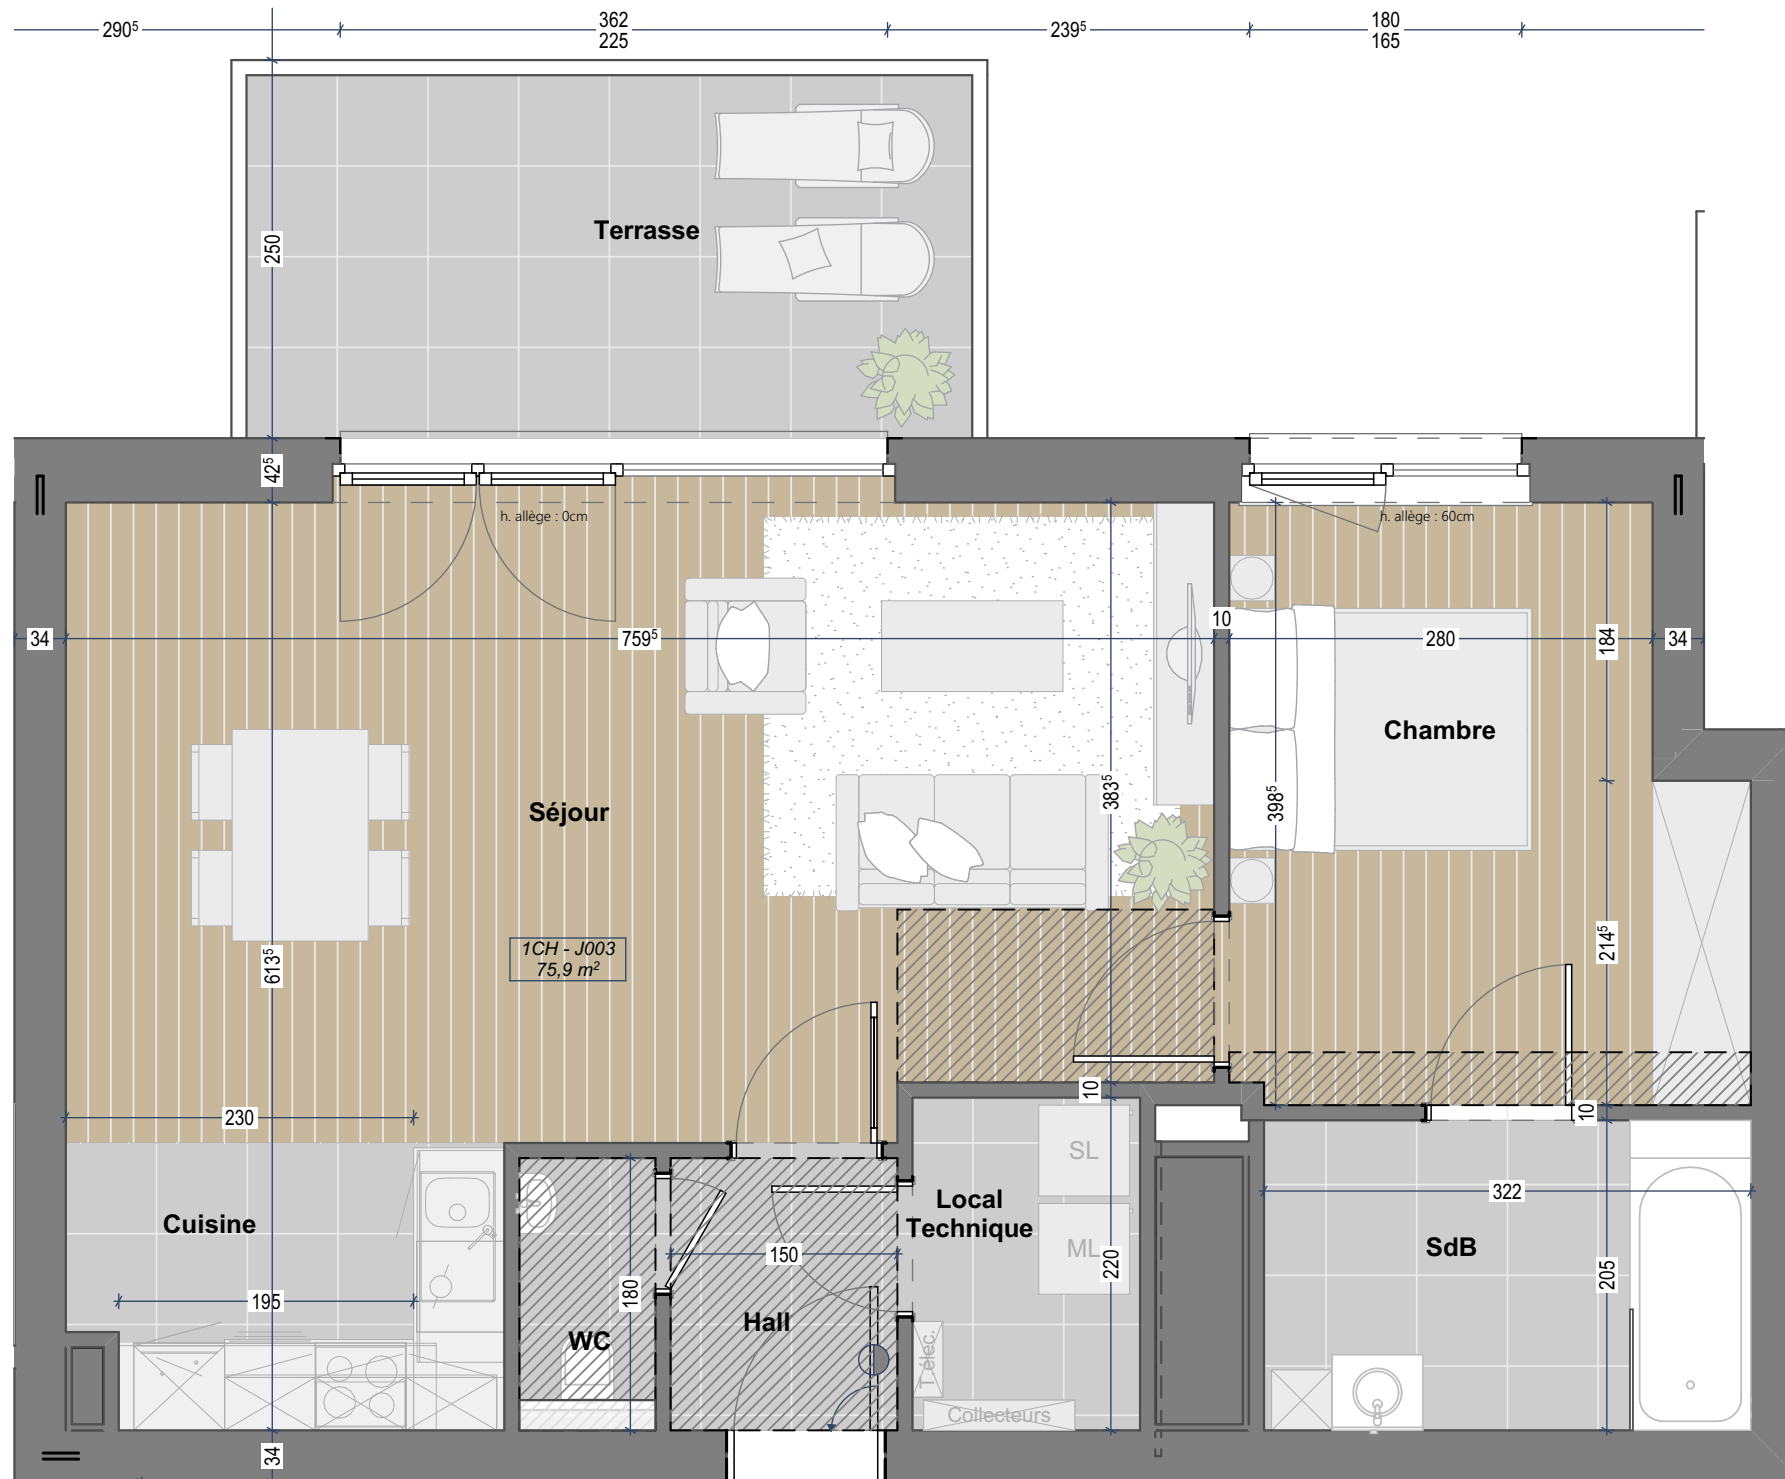 290⁵
362
225
239⁵
180
165
Terrasse
250
42⁵
h. allège : 0cm
h. allège : 60cm
34
759⁵
10
280
184
34
Chambre
Séjour
383⁵
398⁵
1CH - J003
75,9 m²
613⁵
214⁵
230
10
10
SL
Cuisine
Local
Technique
322
ML
SdB
150
180
220
205
195
Hall
WC
T.élec.
Collecteurs
34